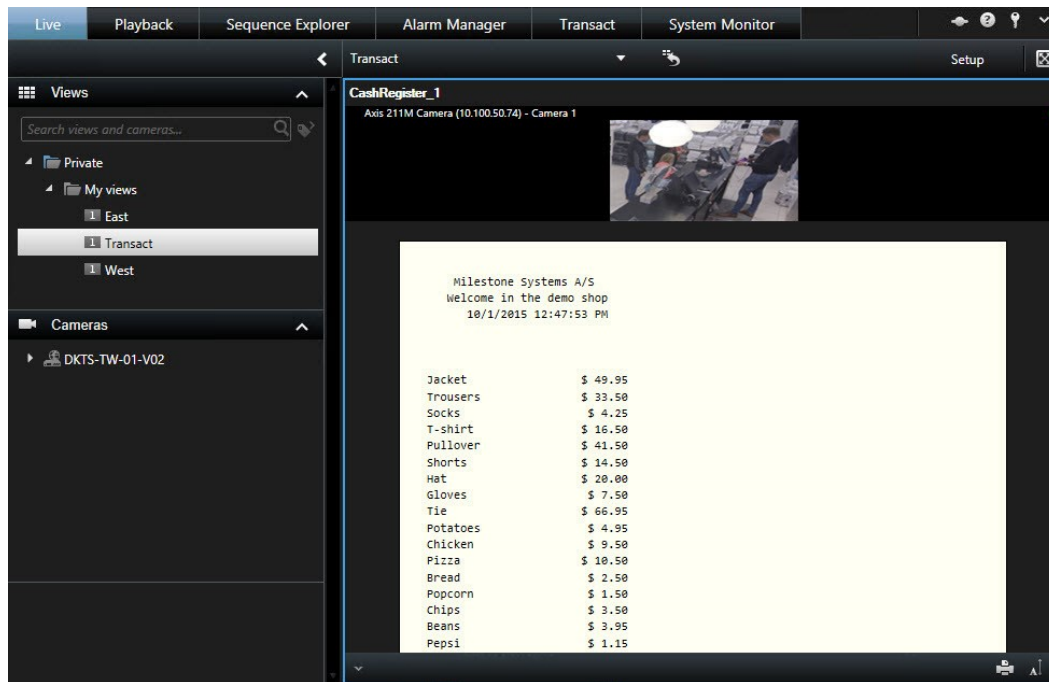 Live Playback Sequence Explorer Alarm Manager Transact System Monitor
Transact Setup
Views
Search views and cameras...
Private
My views
1 East
1 Transact
1 West
Cameras
DKTS-TW-01-V02
CashRegister_1
Axis 211M Camera (10.100.50.74) - Camera 1
Milestone Systems A/S
Welcome in the demo shop
10/1/2015 12:47:53 PM
Jacket $ 49.95
Trousers $ 33.50
Socks $ 4.25
T-shirt $ 16.50
Pullover $ 41.50
Shorts $ 14.50
Hat $ 20.00
Gloves $ 7.50
Tie $ 66.95
Potatoes $ 4.95
Chicken $ 9.50
Pizza $ 10.50
Bread $ 2.50
Popcorn $ 1.50
Chips $ 3.50
Beans $ 3.95
Pepsi $ 1.15